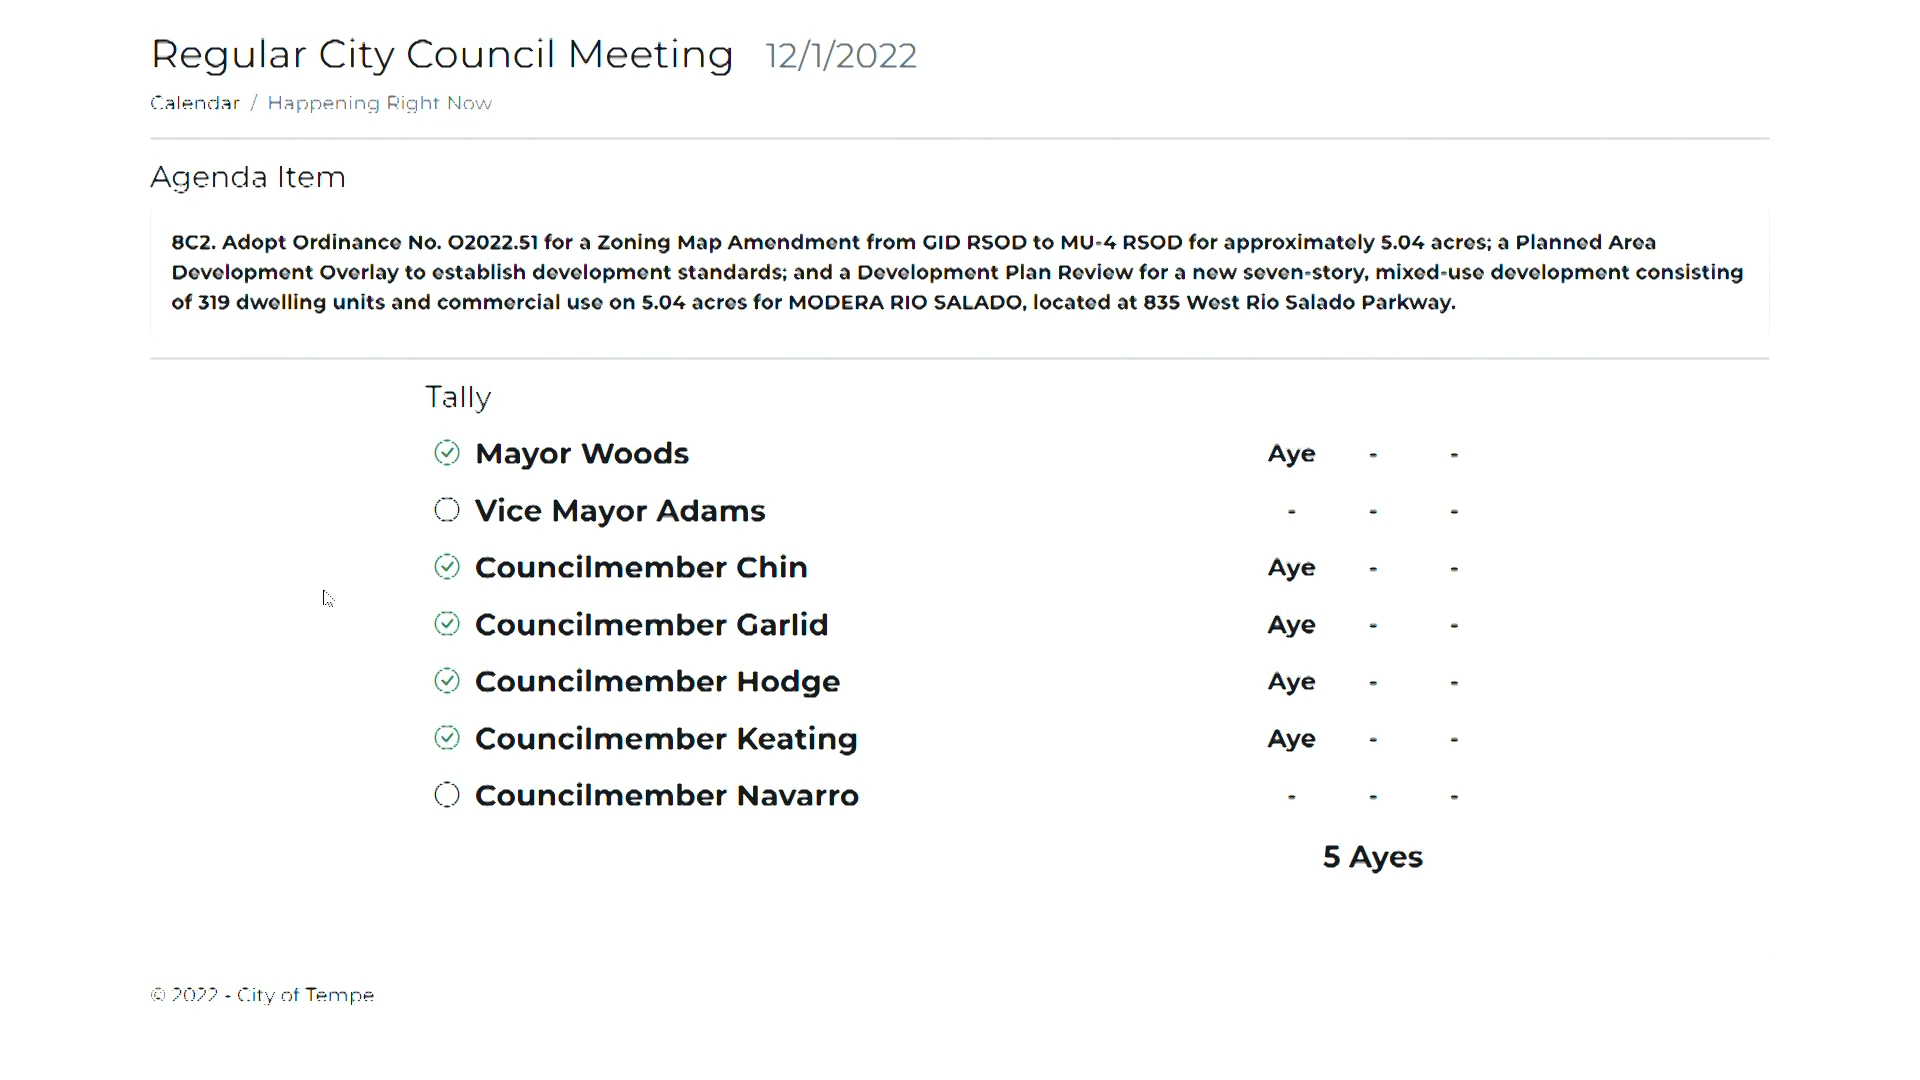 Regular City Council Meeting 12/1/2022
Calendar / Happening Right Now
Agenda Item
8C2. Adopt Ordinance No. O2022.51 for a Zoning Map Amendment from GID RSOD to MU-4 RSOD for approximately 5.04 acres; a Planned Area
Development Overlay to establish development standards; and a Development Plan Review for a new seven-story, mixed-use development consisting
of 319 dwelling units and commercial use on 5.04 acres for MODERA RIO SALADO, located at 835 West Rio Salado Parkway.
Tally
Mayor Woods Aye - -
Vice Mayor Adams - - -
Councilmember Chin Aye - -
Councilmember Garlid Aye - -
Councilmember Hodge Aye - -
Councilmember Keating Aye - -
Councilmember Navarro - - -
5 Ayes
© 2022 - City of Tempe